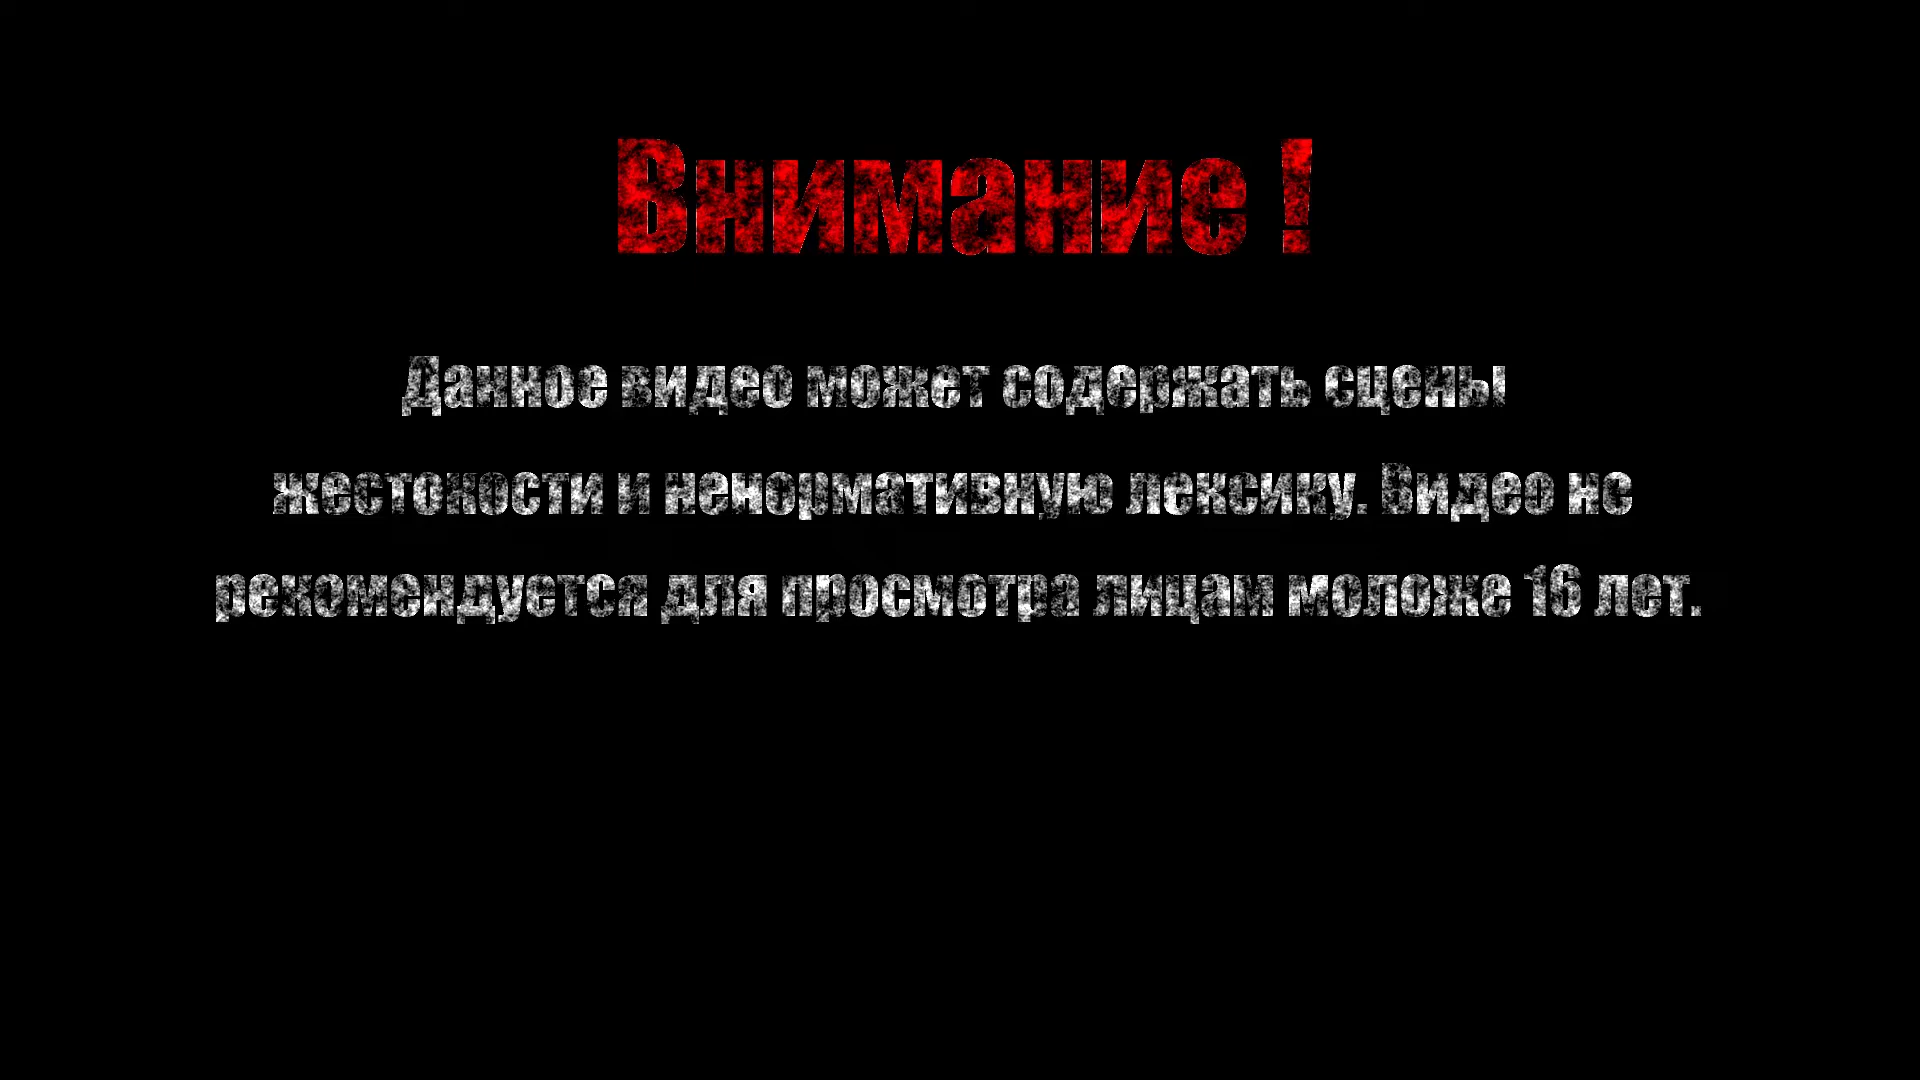 Внимание !
Данное видео может содержать сцены
жестокости и ненормативную лексику. Видео не
рекомендуется для просмотра лицам моложе 16 лет.